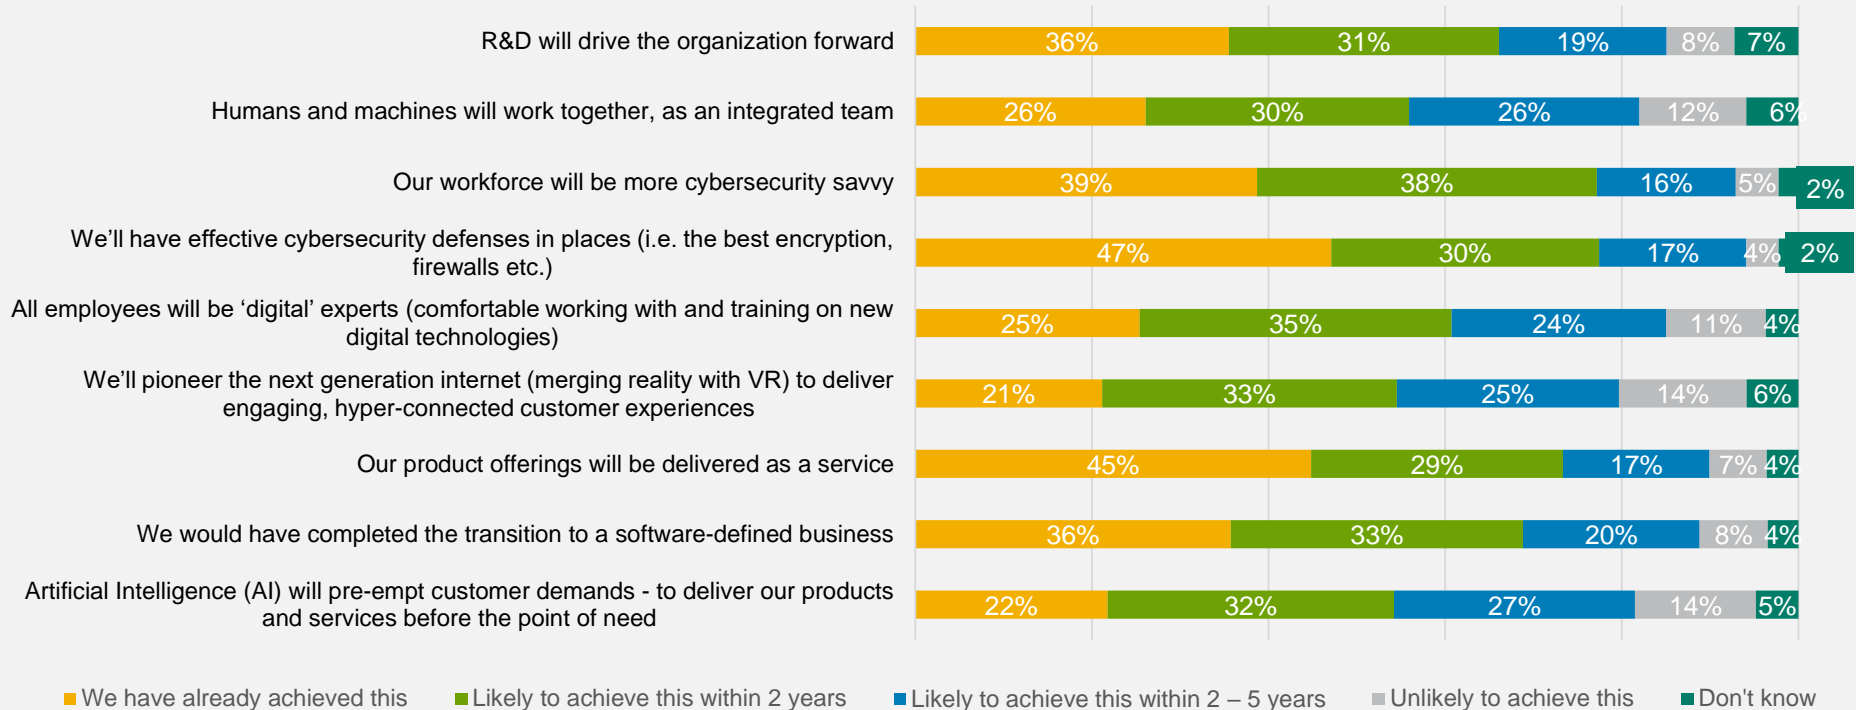 R&D will drive the organization forward
36% 31% 19% 8% 7%
Humans and machines will work together, as an integrated team
26% 30% 26% 12% 6%
Our workforce will be more cybersecurity savvy
39% 38% 16% 5% 2%
We’ll have effective cybersecurity defenses in places (i.e. the best encryption,
firewalls etc.)
47% 30% 17% 4% 2%
All employees will be ‘digital’ experts (comfortable working with and training on new
digital technologies)
25% 35% 24% 11% 4%
We’ll pioneer the next generation internet (merging reality with VR) to deliver
engaging, hyper-connected customer experiences
21% 33% 25% 14% 6%
Our product offerings will be delivered as a service
45% 29% 17% 7% 4%
We would have completed the transition to a software-defined business
36% 33% 20% 8% 4%
Artificial Intelligence (AI) will pre-empt customer demands - to deliver our products
and services before the point of need
22% 32% 27% 14% 5%
We have already achieved this Likely to achieve this within 2 years Likely to achieve this within 2 – 5 years Unlikely to achieve this Don't know